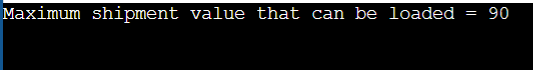 Maximum shipment value that can be loaded = 90